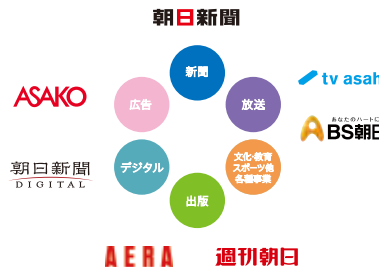 朝日新聞
新聞
tv asah
ASAKO
広告
放送
あなたのハートに
BS朝日
朝日新聞
DIGITAL
デジタル
文化・教育
スポーツ他
各種事業
出版
AERA
週刊朝日